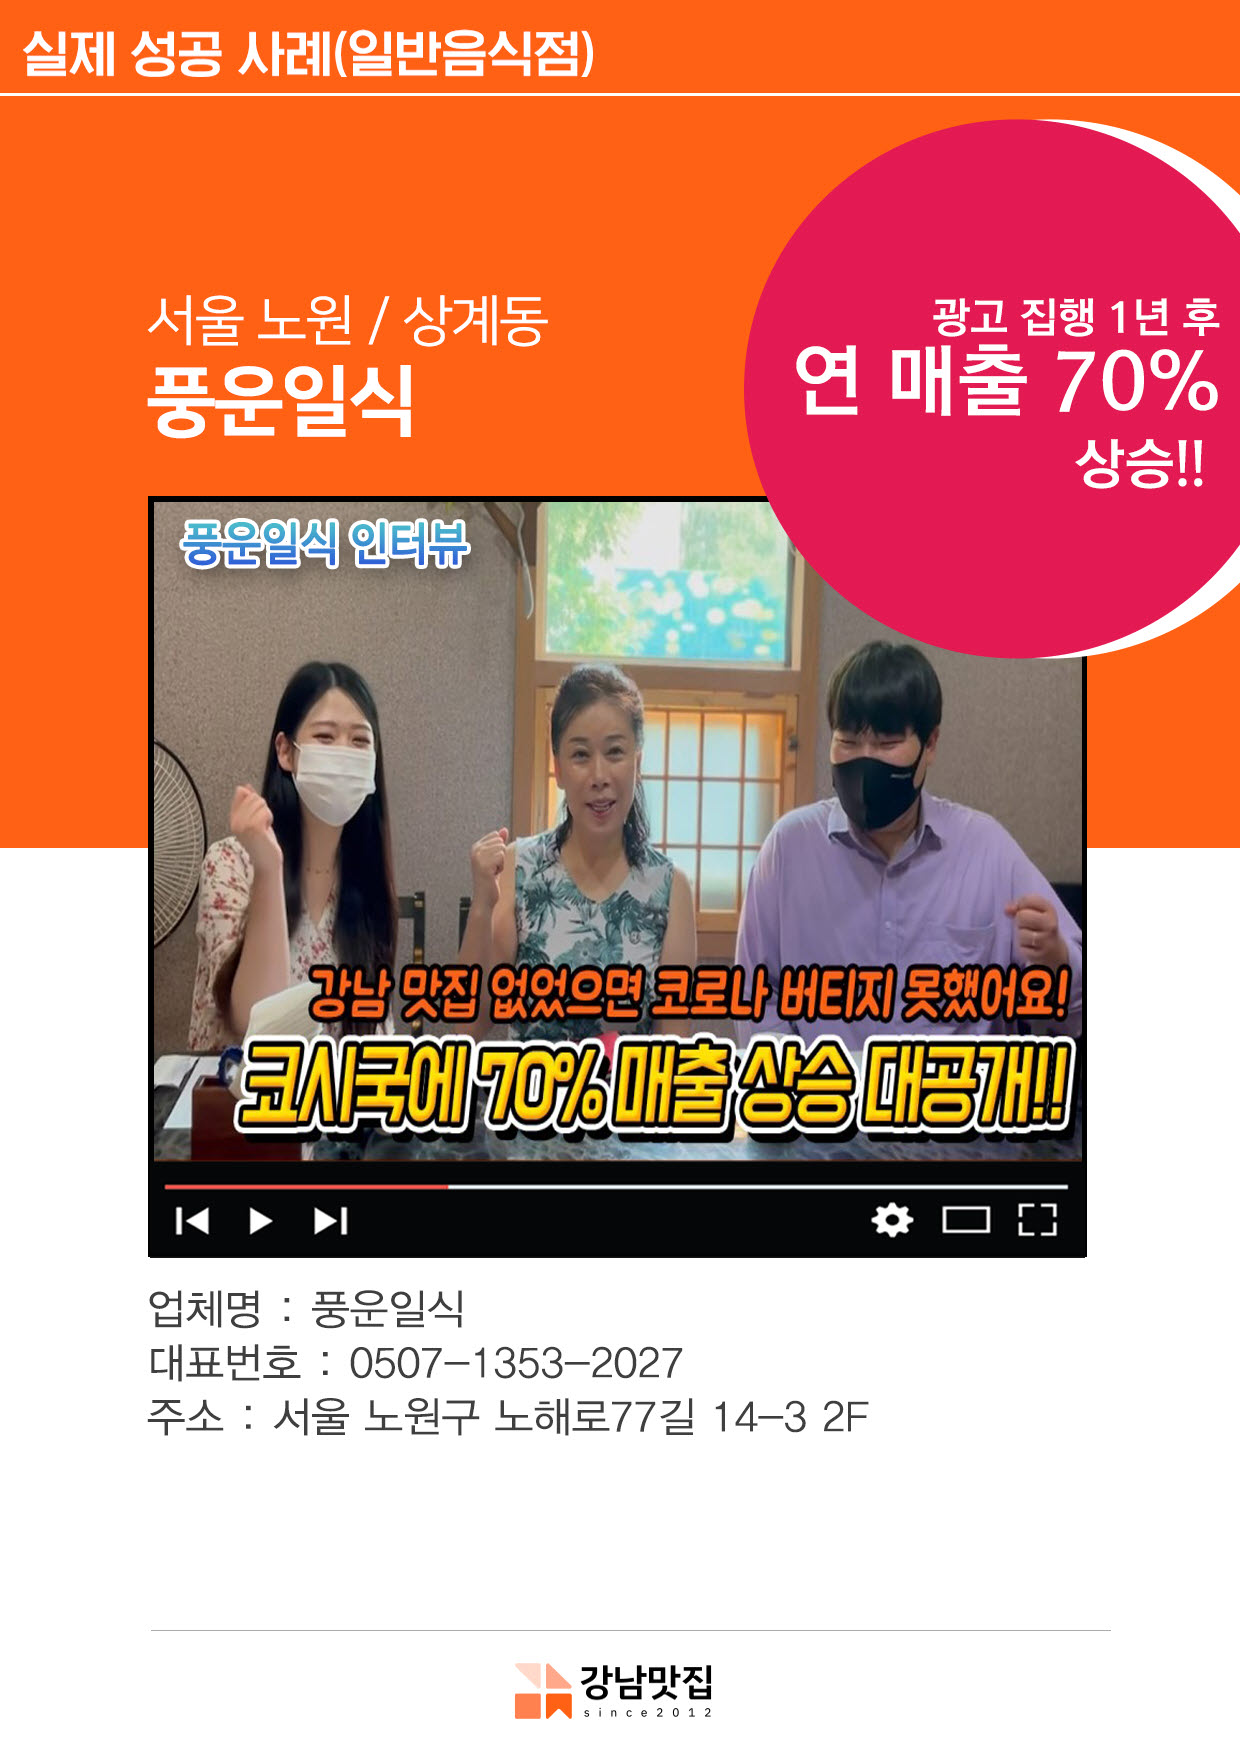 실제 성공 사례(일반음식점)
서울 노원 / 상계동
풍운일식
광고 집행 1년 후
연 매출 70%
상승!!
풍운일식 인터뷰
강남 맛집 없었으면 코로나 버티지 못했어요!
코시국에 70% 매출 상승 대공개!!
업체명 : 풍운일식
대표번호 : 0507-1353-2027
주소 : 서울 노원구 노해로77길 14-3 2F
강남맛집
since2012